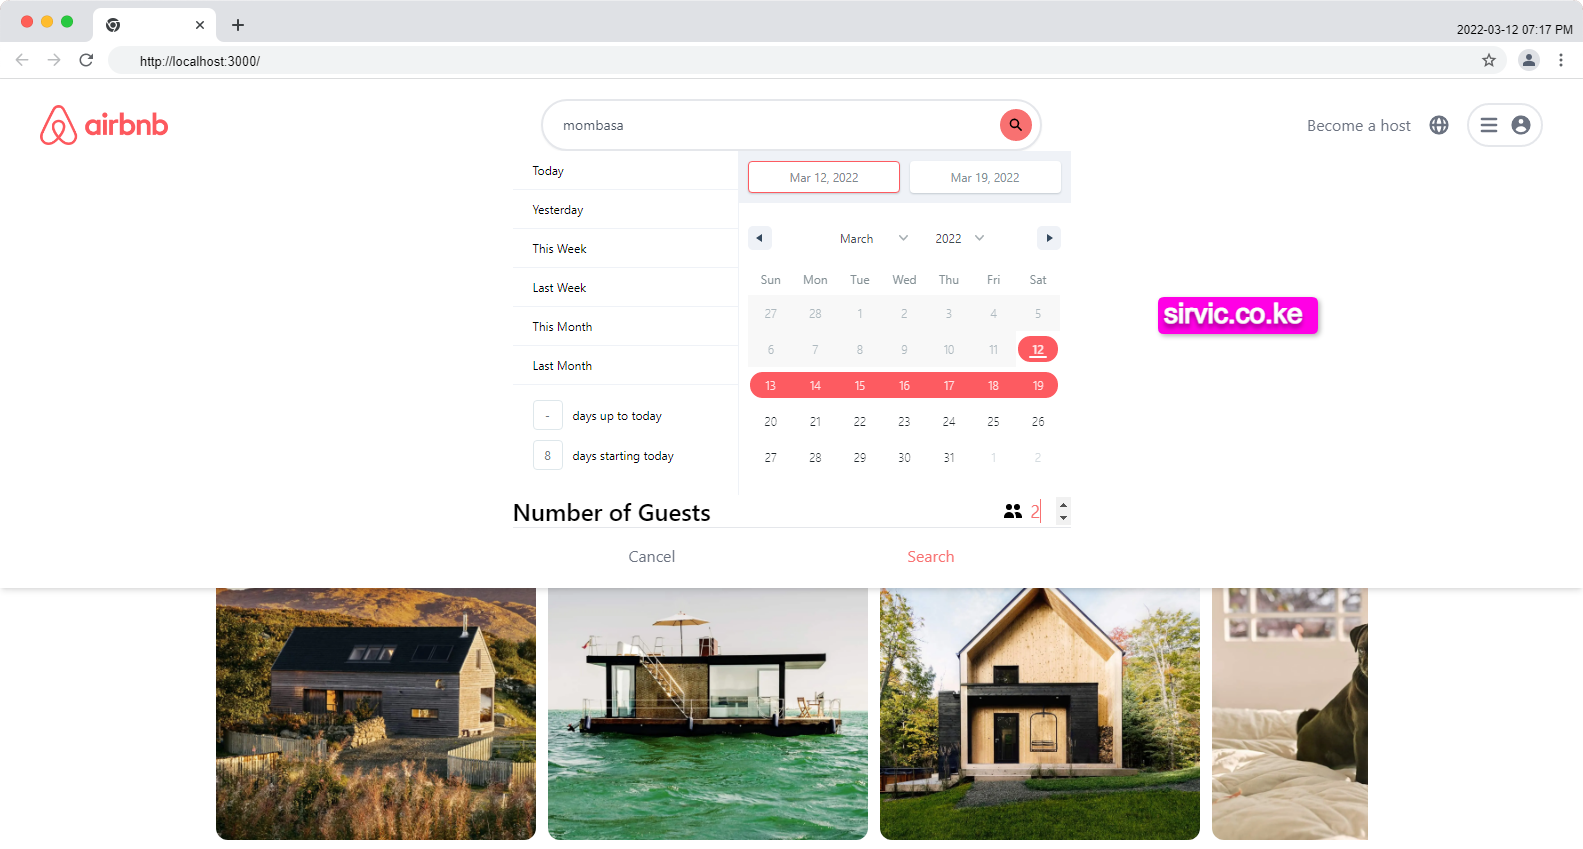 2022-03-12 07:17 PM
http://localhost:3000/
airbnb
mombasa
Become a host
Today
Yesterday
This Week
Last Week
This Month
Last Month
- days up to today
8 days starting today
Mar 12, 2022 Mar 19, 2022
March 2022
Sun Mon Tue Wed Thu Fri Sat
27 28 1 2 3 4 5
6 7 8 9 10 11 12
13 14 15 16 17 18 19
20 21 22 23 24 25 26
27 28 29 30 31 1 2
sirvic.co.ke
Number of Guests 2
Cancel Search